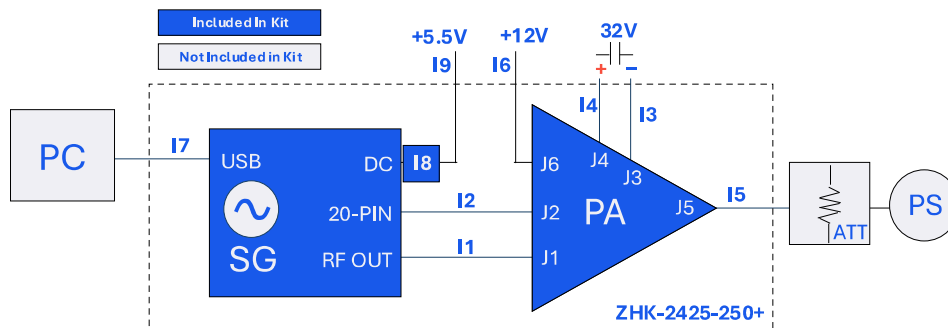 Included In Kit
Not Included in Kit
+5.5V
+12V
32V
I9
I6
+
−
I4
I3
PC
I7
USB
DC
I8
J6
J4
J3
20-PIN
I2
J2
PA
J5
I5
PS
SG
RF OUT
I1
J1
ATT
ZHK-2425-250+